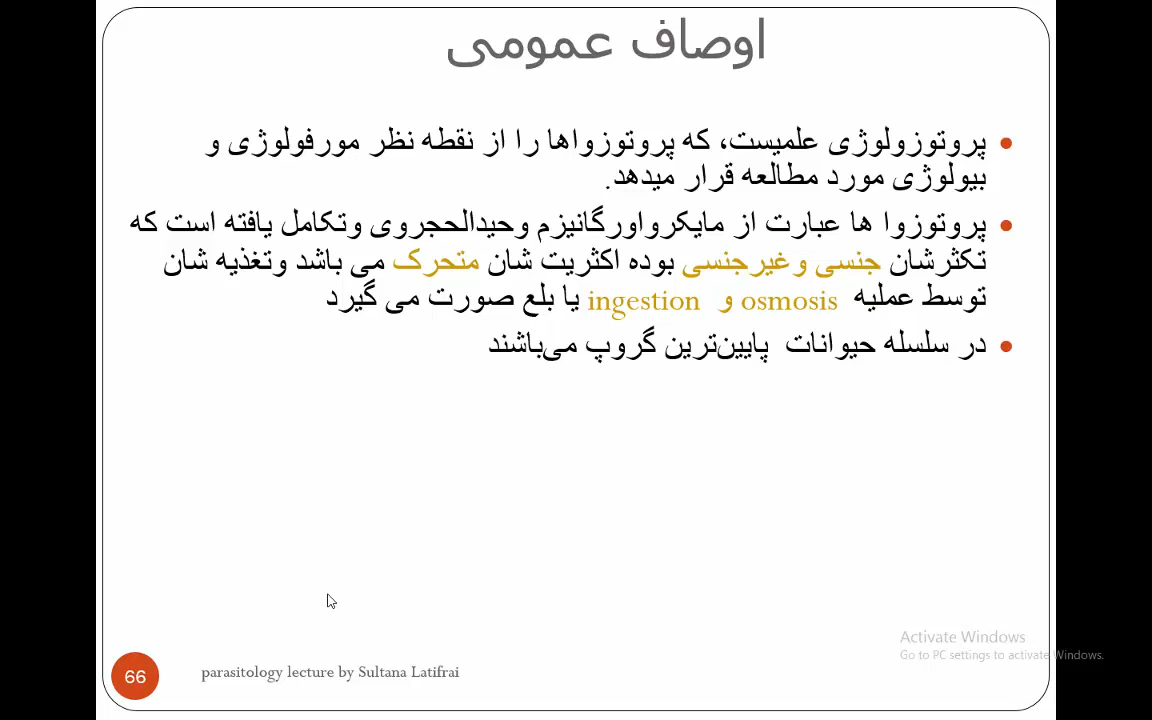 اوصاف عمومی
پروتوزولوژی علمیست، که پروتوزواها را از نقطه نظر مورفولوژی و
بیولوژی مورد مطالعه قرار میدهد.
پروتوزوا ها عبارت از مایکرواورگانیزم وحیدالحجروی وتکامل یافته است که
تکثرشان جنسی وغیرجنسی بوده اکثریت شان متحرک می باشد وتغذیه شان
توسط عملیه osmosis و ingestion یا بلع صورت می گیرد
در سلسله حیوانات پایین‌ترین گروپ می‌باشند
Activate Windows
Go to PC settings to activate Windows.
66
parasitology lecture by Sultana Latifrai